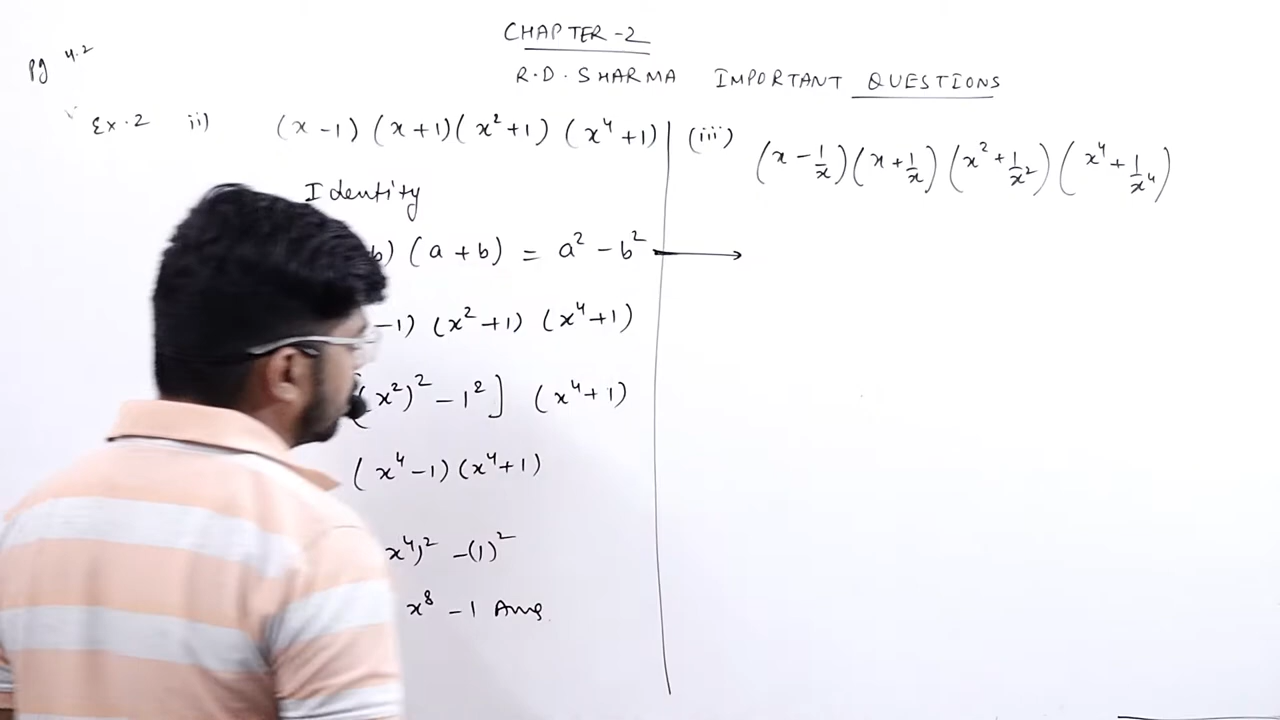 CHAPTER-2
R.D. SHARMA IMPORTANT QUESTIONS
pg 4.2
Ex.2 ii) (x-1) (x+1) (x²+1) (x⁴+1)
Identity
b) (a+b) = a² - b²
-1) (x²+1) (x⁴+1)
(x²)² - 1²] (x⁴+1)
(x⁴-1) (x⁴+1)
x⁴)² - (1)²
x⁸ - 1 Ans.
(iii) (x - 1/x) (x + 1/x) (x² + 1/x²) (x⁴ + 1/x⁴)